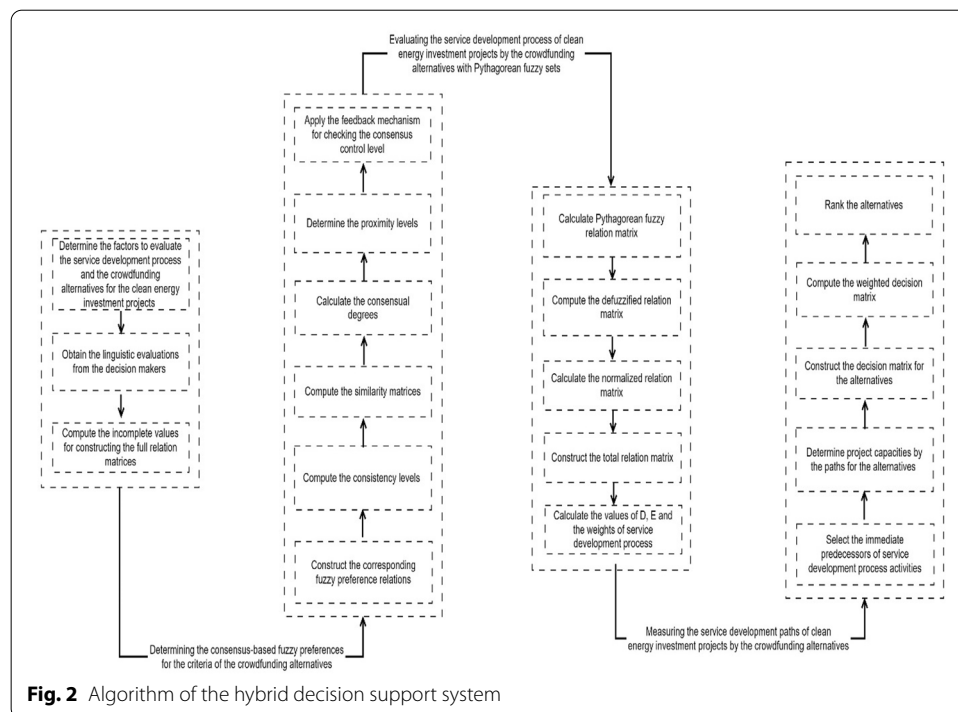 Evaluating the service development process of clean
energy investment projects by the crowdfunding
alternatives with Pythagorean fuzzy sets
Determine the factors to evaluate
the service development process
and the crowdfunding
alternatives for the clean energy
investment projects
Obtain the linguistic evaluations
from the decision makers
Compute the incomplete values
for constructing the full relation
matrices
Determining the consensus-based fuzzy preferences
for the criteria of the crowdfunding alternatives
Apply the feedback mechanism
for checking the consensus
control level
Determine the proximity levels
Calculate the consensual
degrees
Compute the similarity matrices
Compute the consistency levels
Construct the corresponding
fuzzy preference relations
Calculate Pythagorean fuzzy
relation matrix
Compute the defuzzified relation
matrix
Calculate the normalized relation
matrix
Construct the total relation matrix
Calculate the values of D, E and
the weights of service
development process
Measuring the service development paths of clean
energy investment projects by the crowdfunding alternatives
Rank the alternatives
Compute the weighted decision
matrix
Construct the decision matrix for
the alternatives
Determine project capacities by
the paths for the alternatives
Select the immediate
predecessors of service
development process activities
Fig. 2 Algorithm of the hybrid decision support system